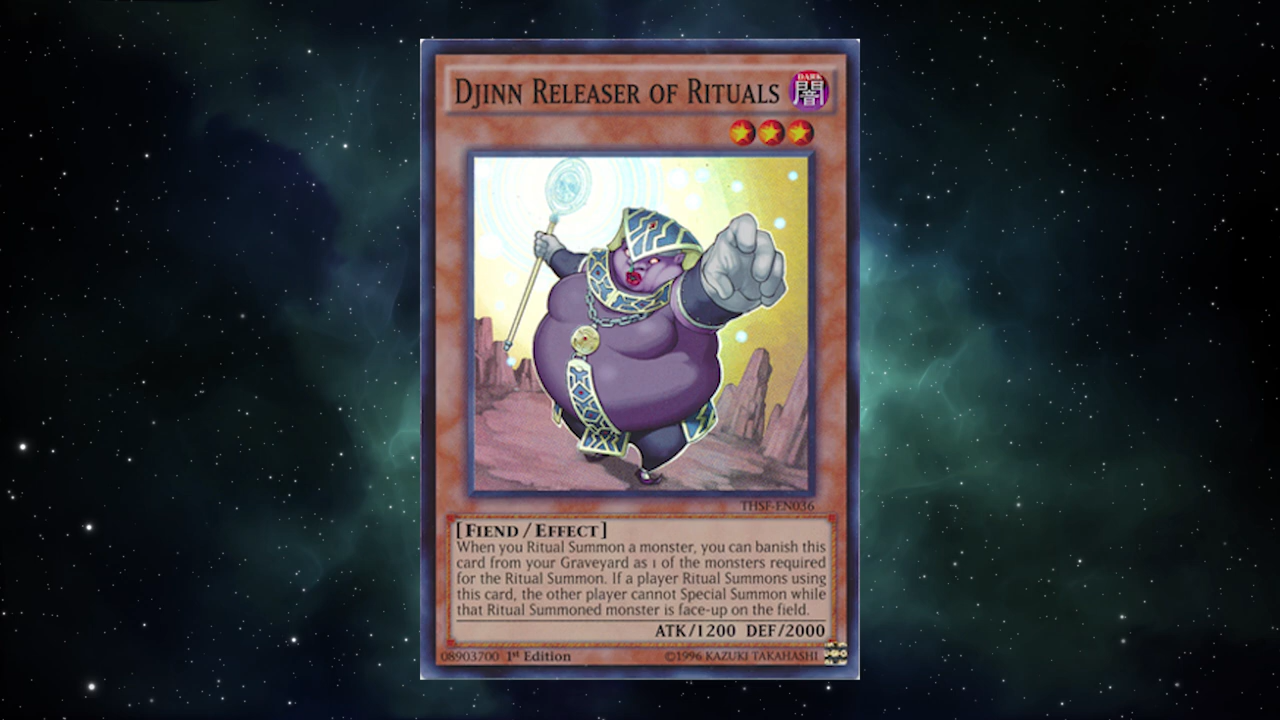 DJINN RELEASER OF RITUALS
DARK
闇
THSF-EN036
[FIEND / EFFECT]
When you Ritual Summon a monster, you can banish this
card from your Graveyard as 1 of the monsters required
for the Ritual Summon. If a player Ritual Summons using
this card, the other player cannot Special Summon while
that Ritual Summoned monster is face-up on the field.
ATK/1200 DEF/2000
08903700 1st Edition ©1996 KAZUKI TAKAHASHI